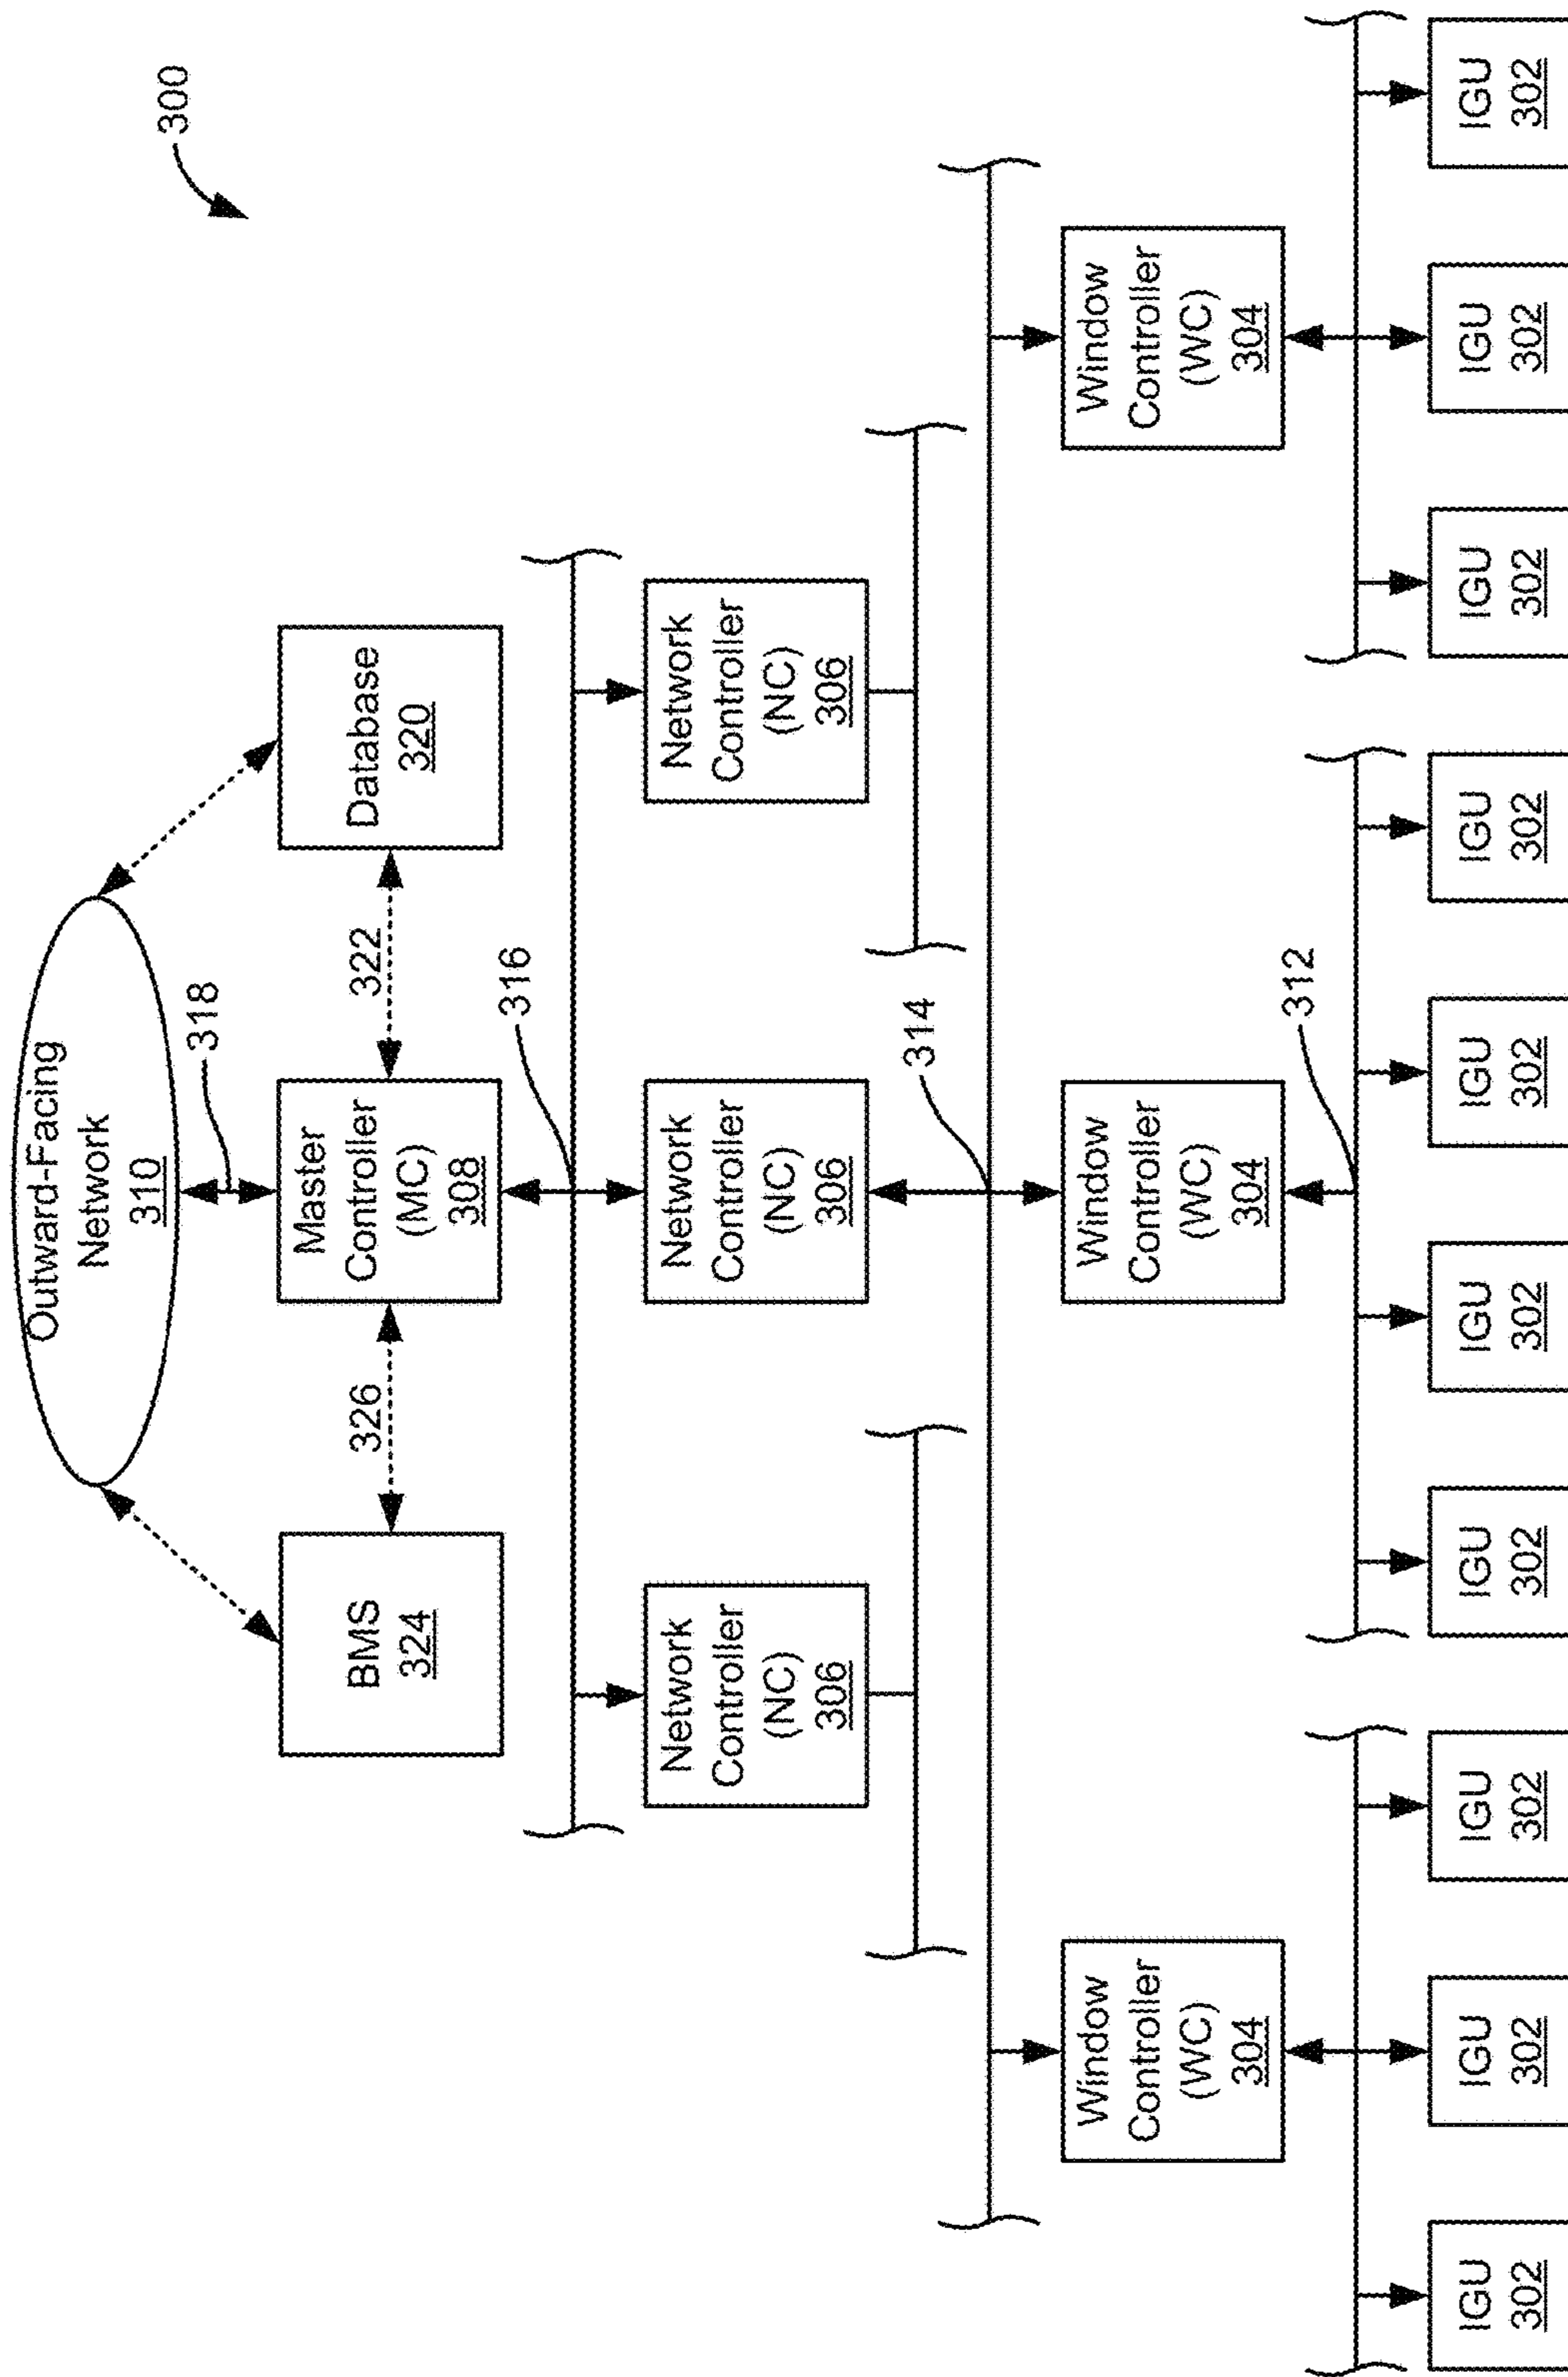 300
Outward-Facing
Network
310
318
BMS
324
326
Master
Controller
(MC)
308
322
Database
320
316
Network
Controller
(NC)
306
Network
Controller
(NC)
306
Network
Controller
(NC)
306
314
Window
Controller
(WC)
304
Window
Controller
(WC)
304
Window
Controller
(WC)
304
312
IGU
302
IGU
302
IGU
302
IGU
302
IGU
302
IGU
302
IGU
302
IGU
302
IGU
302
IGU
302